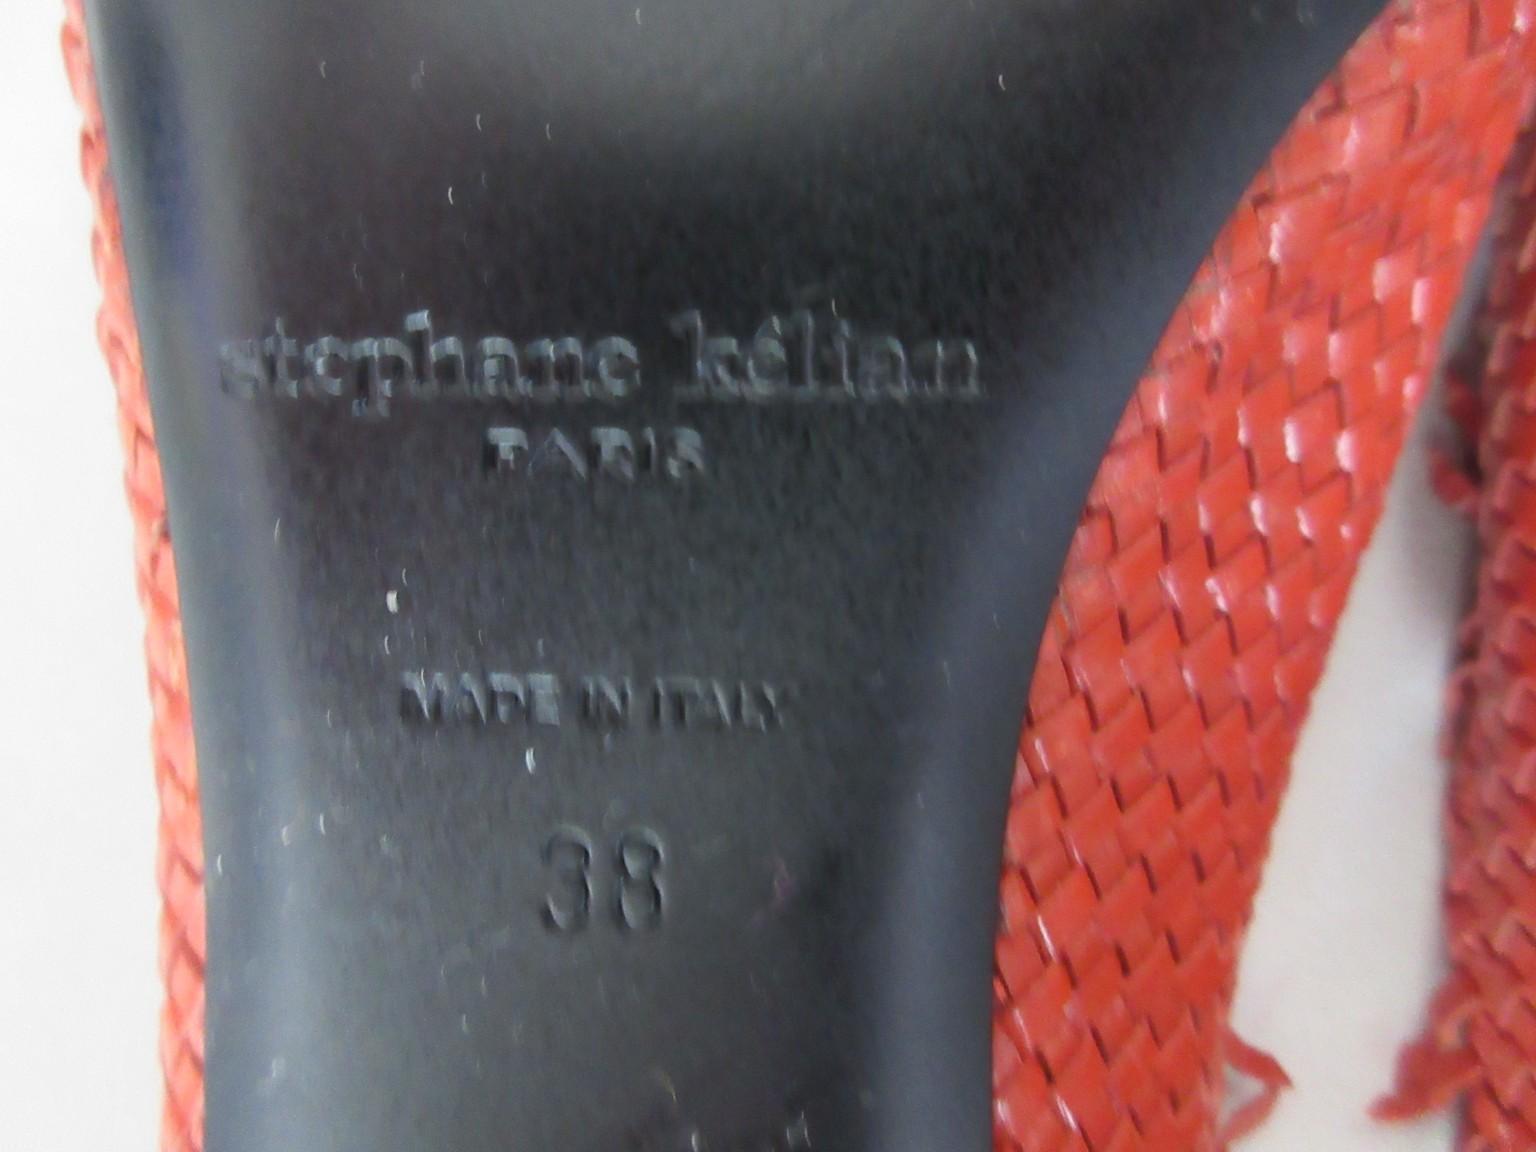 stephane kélian
PARIS
MADE IN ITALY
38